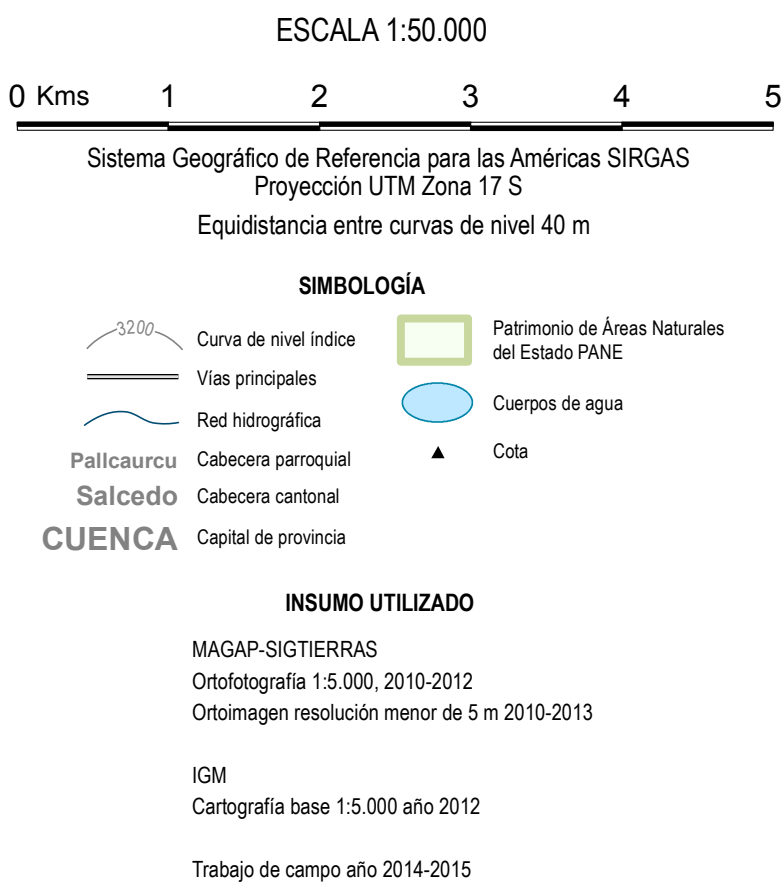 ESCALA 1:50.000
0 Kms 1 2 3 4 5
Sistema Geográfico de Referencia para las Américas SIRGAS
Proyección UTM Zona 17 S
Equidistancia entre curvas de nivel 40 m
SIMBOLOGÍA
3200 Curva de nivel índice
Vías principales
Red hidrográfica
Pallcaurcu Cabecera parroquial
Salcedo Cabecera cantonal
CUENCA Capital de provincia
Patrimonio de Áreas Naturales
del Estado PANE
Cuerpos de agua
Cota
INSUMO UTILIZADO
MAGAP-SIGTIERRAS
Ortofotografía 1:5.000, 2010-2012
Ortoimagen resolución menor de 5 m 2010-2013
IGM
Cartografía base 1:5.000 año 2012
Trabajo de campo año 2014-2015